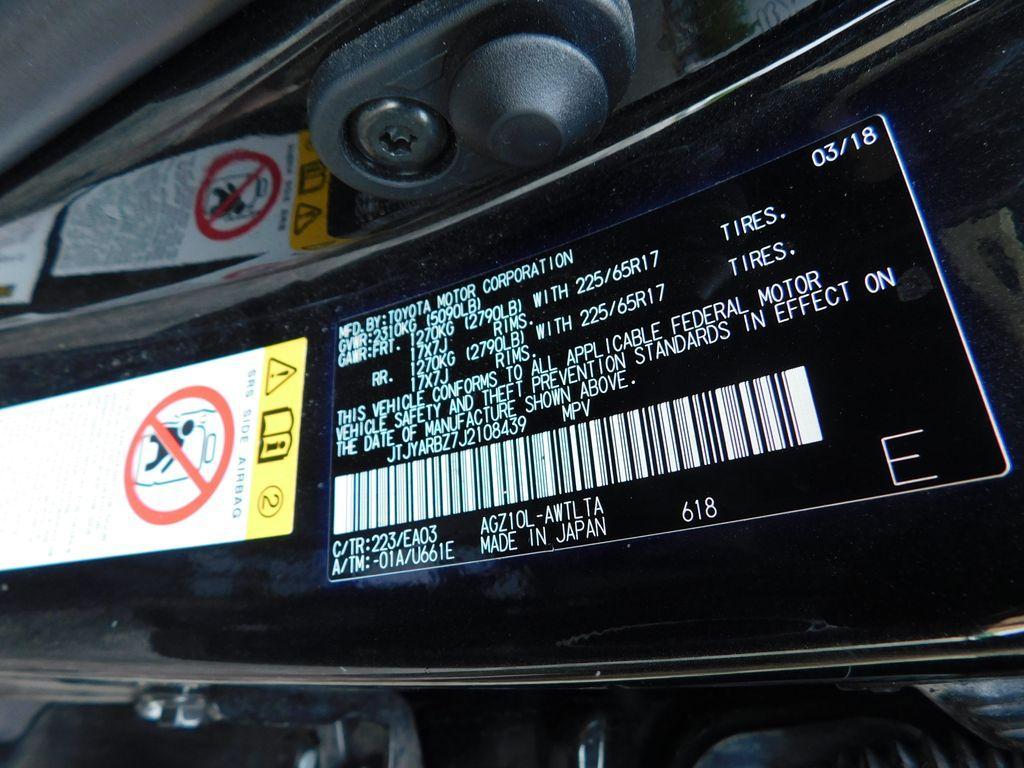 03/18
MFD.BY:TOYOTA MOTOR CORPORATION
GVWR:2310KG (5090LB)
GAWR:FRT. 1270KG (2790LB) WITH 225/65R17 TIRES.
17X7J RIMS.
RR. 1270KG (2790LB) WITH 225/65R17 TIRES.
17X7J RIMS.
THIS VEHICLE CONFORMS TO ALL APPLICABLE FEDERAL MOTOR
VEHICLE SAFETY AND THEFT PREVENTION STANDARDS IN EFFECT ON
THE DATE OF MANUFACTURE SHOWN ABOVE.
JTJYARBZ7J2108439 MPV
C/TR:223/EA03 AGZ10L-AWTLTA 618
A/TM:-01A/U661E MADE IN JAPAN
E
SRS SIDE AIRBAG
2